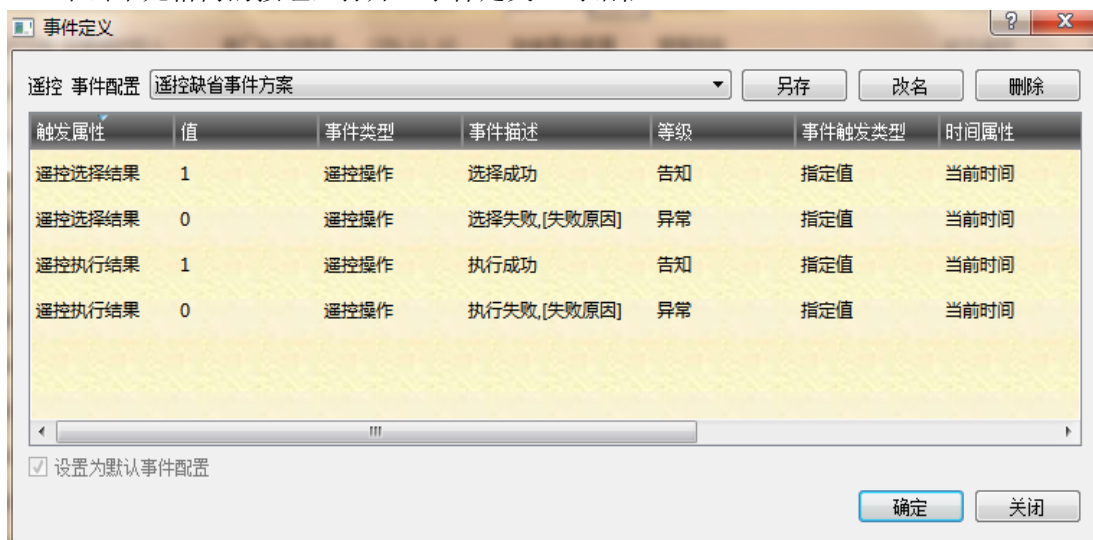 事件定义
遥控 事件配置 遥控缺省事件方案 另存 改名 删除
触发属性 值 事件类型 事件描述 等级 事件触发类型 时间属性
遥控选择结果 1 遥控操作 选择成功 告知 指定值 当前时间
遥控选择结果 0 遥控操作 选择失败,[失败原因] 异常 指定值 当前时间
遥控执行结果 1 遥控操作 执行成功 告知 指定值 当前时间
遥控执行结果 0 遥控操作 执行失败,[失败原因] 异常 指定值 当前时间
设置为默认事件配置
确定 关闭